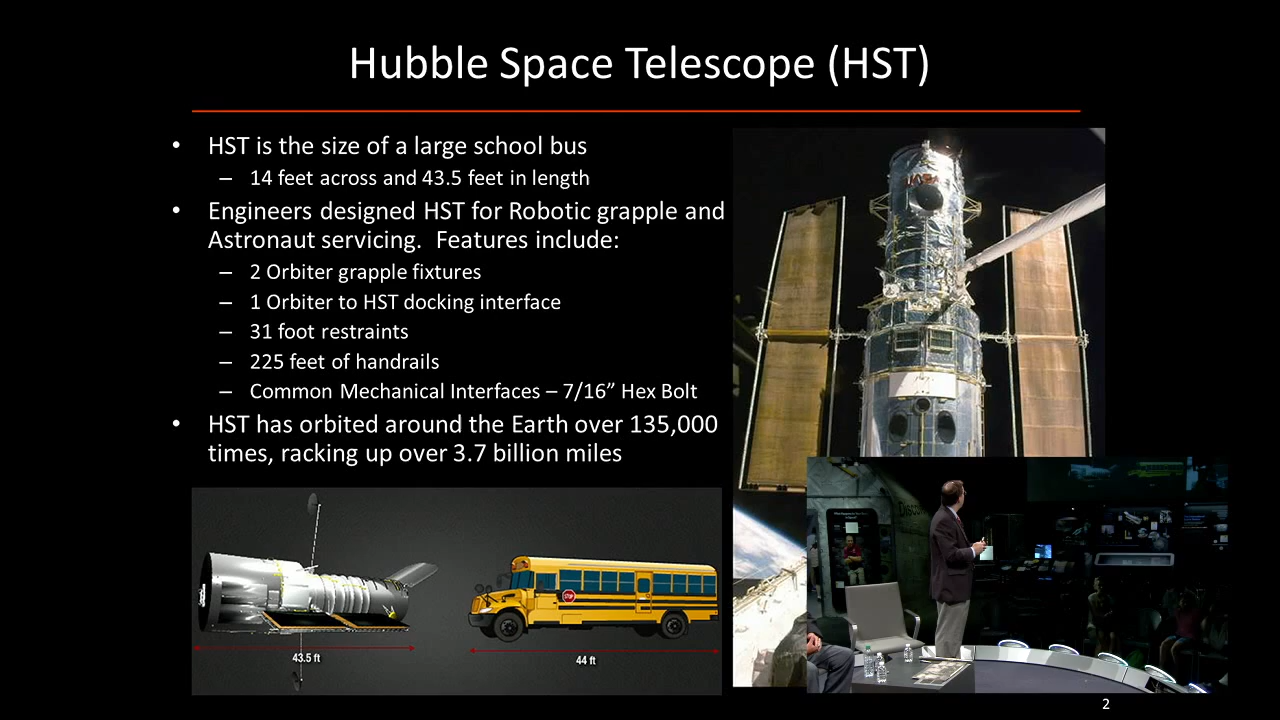 Hubble Space Telescope (HST)
• HST is the size of a large school bus
– 14 feet across and 43.5 feet in length
• Engineers designed HST for Robotic grapple and
Astronaut servicing.  Features include:
– 2 Orbiter grapple fixtures
– 1 Orbiter to HST docking interface
– 31 foot restraints
– 225 feet of handrails
– Common Mechanical Interfaces – 7/16” Hex Bolt
• HST has orbited around the Earth over 135,000
times, racking up over 3.7 billion miles
NASA
STOP
43.5 ft
44 ft
2